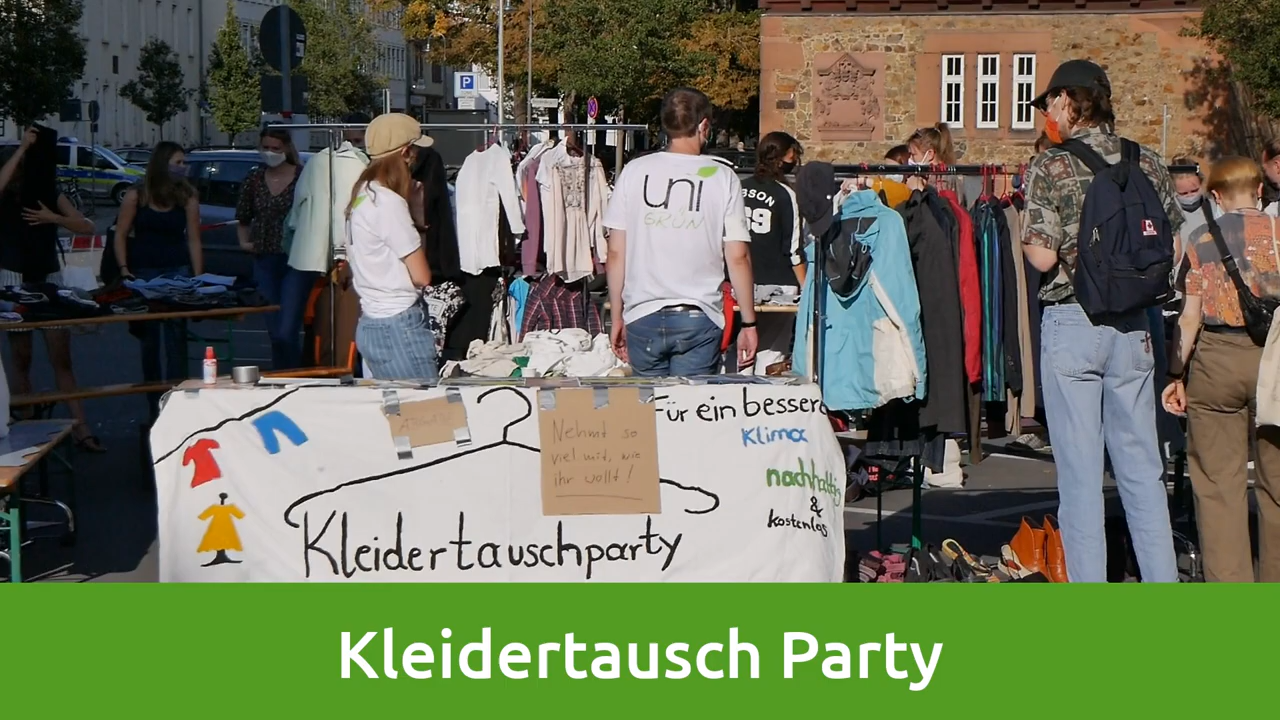 P
uni
GRÜN
69
Für ein besseres
Klima
nachhaltig
&
kostenlos
Nehmt so
viel mit, wie
ihr wollt!
Kleidertauschparty
Kleidertausch Party